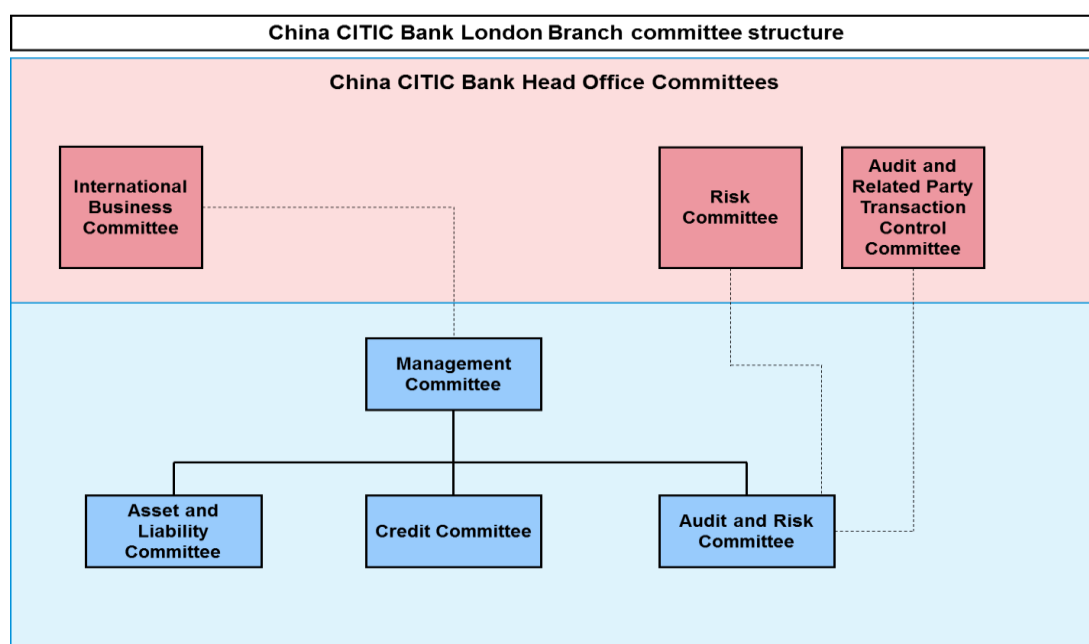 China CITIC Bank London Branch committee structure
China CITIC Bank Head Office Committees
International
Business
Committee
Risk
Committee
Audit and
Related Party
Transaction
Control
Committee
Management
Committee
Asset and
Liability
Committee
Credit Committee
Audit and Risk
Committee